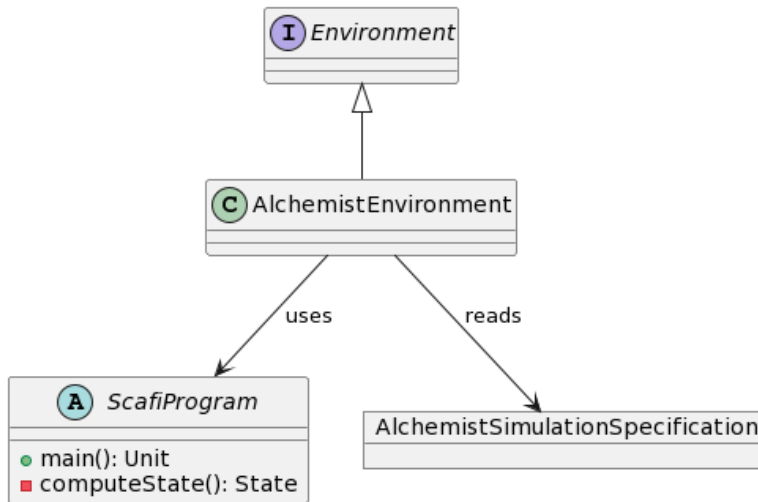 I Environment
C AlchemistEnvironment
uses
reads
A ScafiProgram
main(): Unit
computeState(): State
AlchemistSimulationSpecification